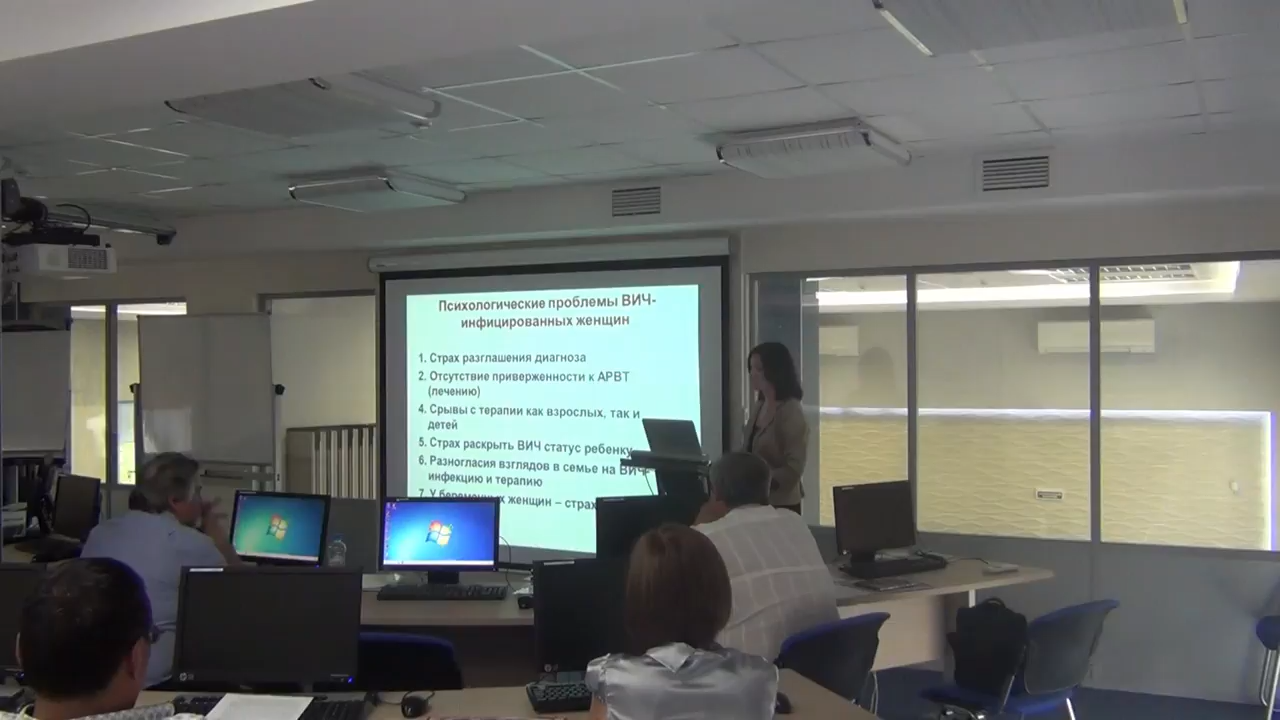 Психологические проблемы ВИЧ-
инфицированных женщин
1. Страх разглашения диагноза
2. Отсутствие приверженности к АРВТ
(лечению)
4. Срывы с терапии как взрослых, так и
детей
5. Страх раскрыть ВИЧ статус ребенку
6. Разногласия взглядов в семье на ВИЧ-
инфекцию и терапию
7. У беременных женщин – страх